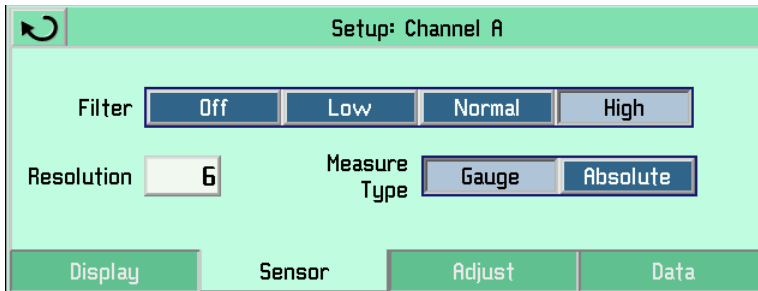 Setup: Channel A
Filter Off Low Normal High
Resolution 6 Measure Type Gauge Absolute
Display Sensor Adjust Data